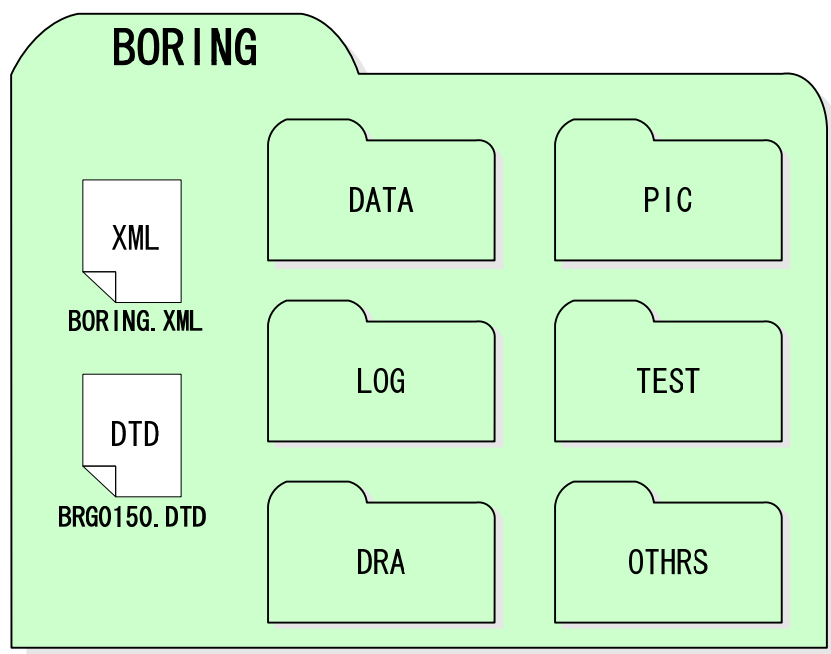 BORING
XML
BORING.XML
DTD
BRG0150.DTD
DATA
PIC
LOG
TEST
DRA
OTHRS